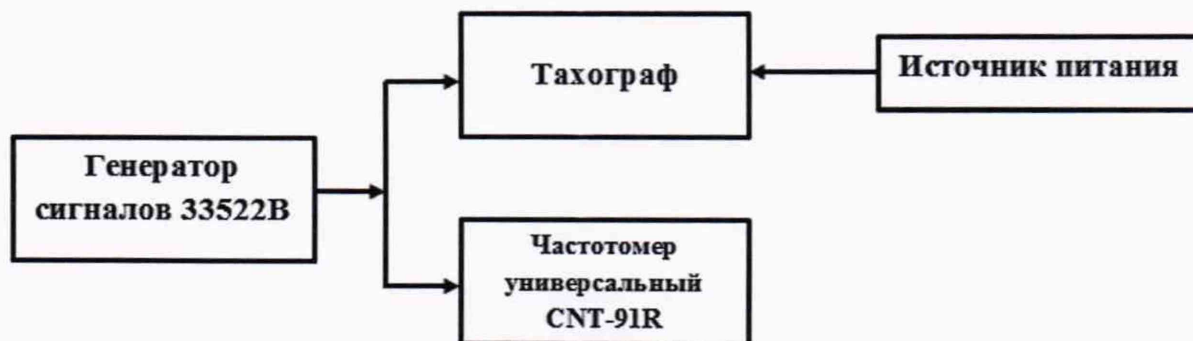 Тахограф
Источник питания
Генератор
сигналов 33522B
Частотомер
универсальный
CNT-91R